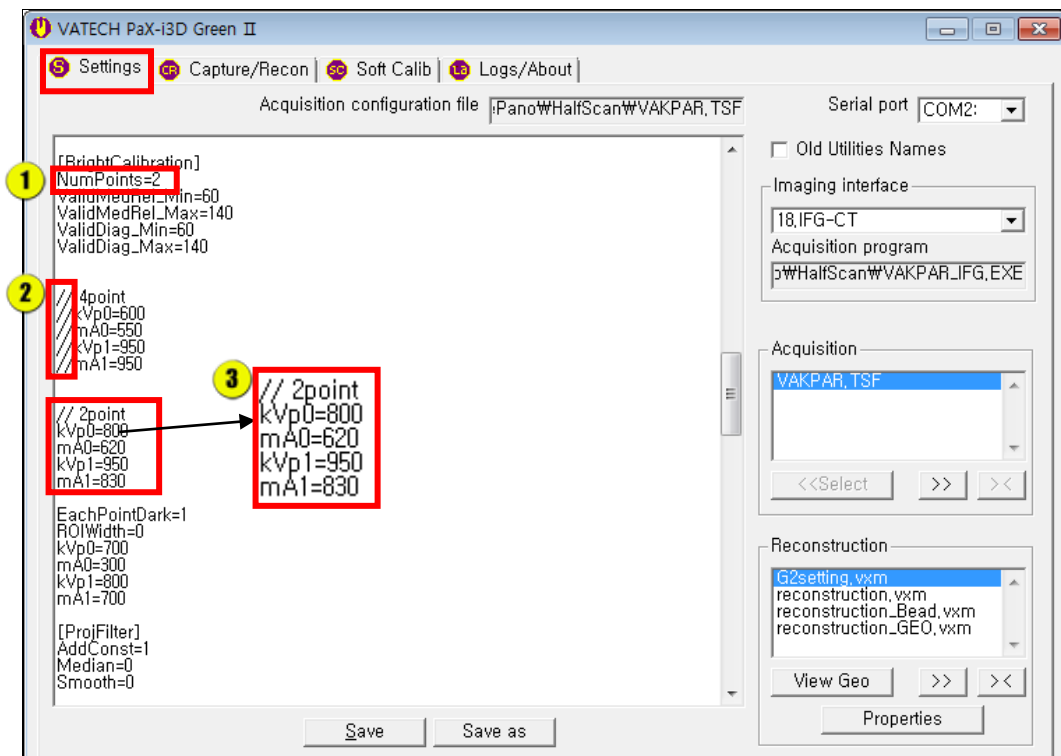 VATECH PaX-i3D Green II
S Settings
CR Capture/Recon
SC Soft Calib
La Logs/About
Acquisition configuration file
:Pano₩HalfScan₩VAKPAR,TSF
Serial port
COM2:
Old Utilities Names
[BrightCalibration]
1
NumPoints=2
ValidMedRel_Min=60
ValidMedRel_Max=140
ValidDiag_Min=60
ValidDiag_Max=140
2
// 4point
//kVp0=600
//mA0=550
//kVp1=950
//mA1=950
// 2point
kVp0=800
mA0=620
kVp1=950
mA1=830
3
// 2point
kVp0=800
mA0=620
kVp1=950
mA1=830
EachPointDark=1
ROIWidth=0
kVp0=700
mA0=300
kVp1=800
mA1=700
[ProjFilter]
AddConst=1
Median=0
Smooth=0
Save
Save as
Imaging interface
18,IFG-CT
Acquisition program
₩HalfScan₩VAKPAR_IFG,EXE
Acquisition
VAKPAR,TSF
<<Select
>>
><
Reconstruction
G2setting,vxm
reconstruction,vxm
reconstruction_Bead,vxm
reconstruction_GEO,vxm
View Geo
>>
><
Properties